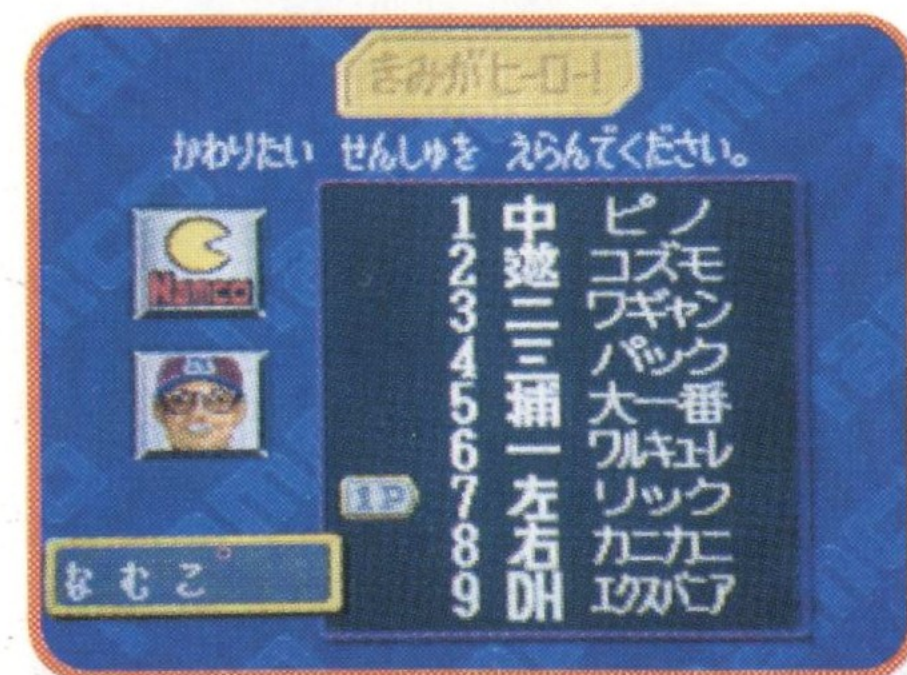 きみがヒーロー!
かわりたい せんしゅを えらんでください。
Namco
1 中 ピノ
2 遊 コズモ
3 二 ワギャン
4 三 パック
5 捕 大一番
6 一 ワルキューレ
1P 7 左 リック
8 右 カニカニ
9 DH エクスパニア
なむこ